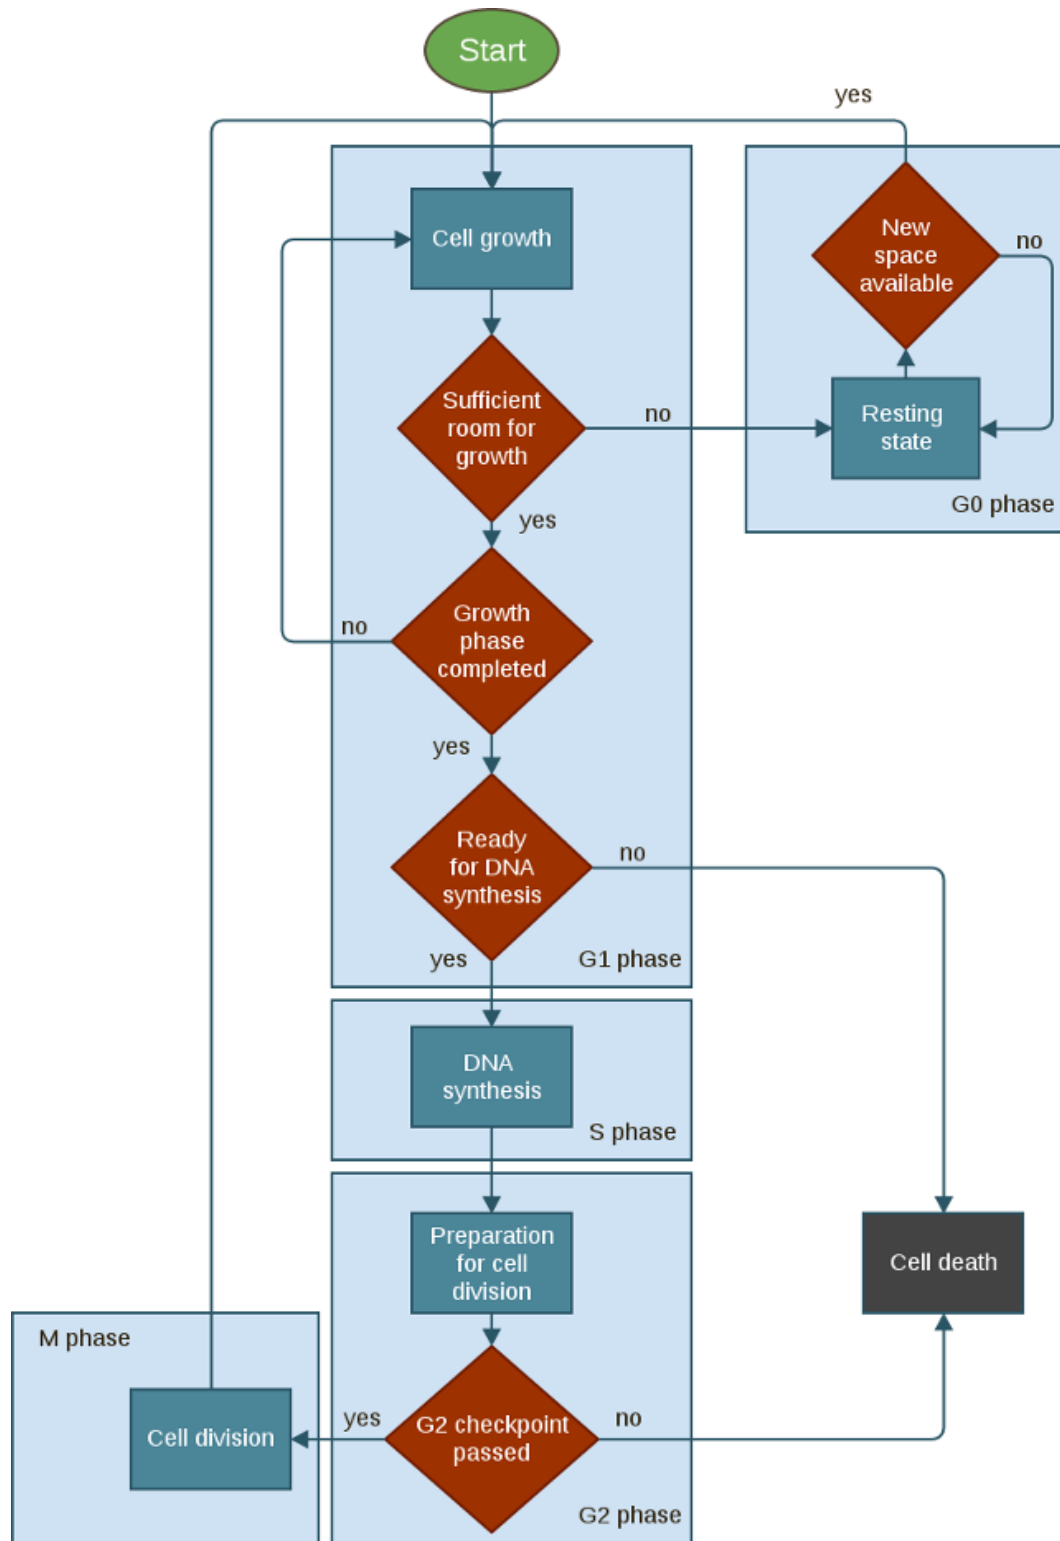 Start
yes
Cell growth
New
space
available
no
Sufficient
room for
growth
no
Resting
state
yes
G0 phase
Growth
phase
completed
no
yes
Ready
for DNA
synthesis
no
yes
G1 phase
DNA
synthesis
S phase
Preparation
for cell
division
Cell death
M phase
Cell division
yes
G2 checkpoint
passed
no
G2 phase